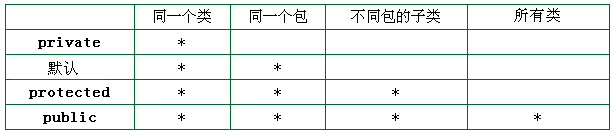 同一个类 同一个包 不同包的子类 所有类
private *
默认 * *
protected * * *
public * * * *